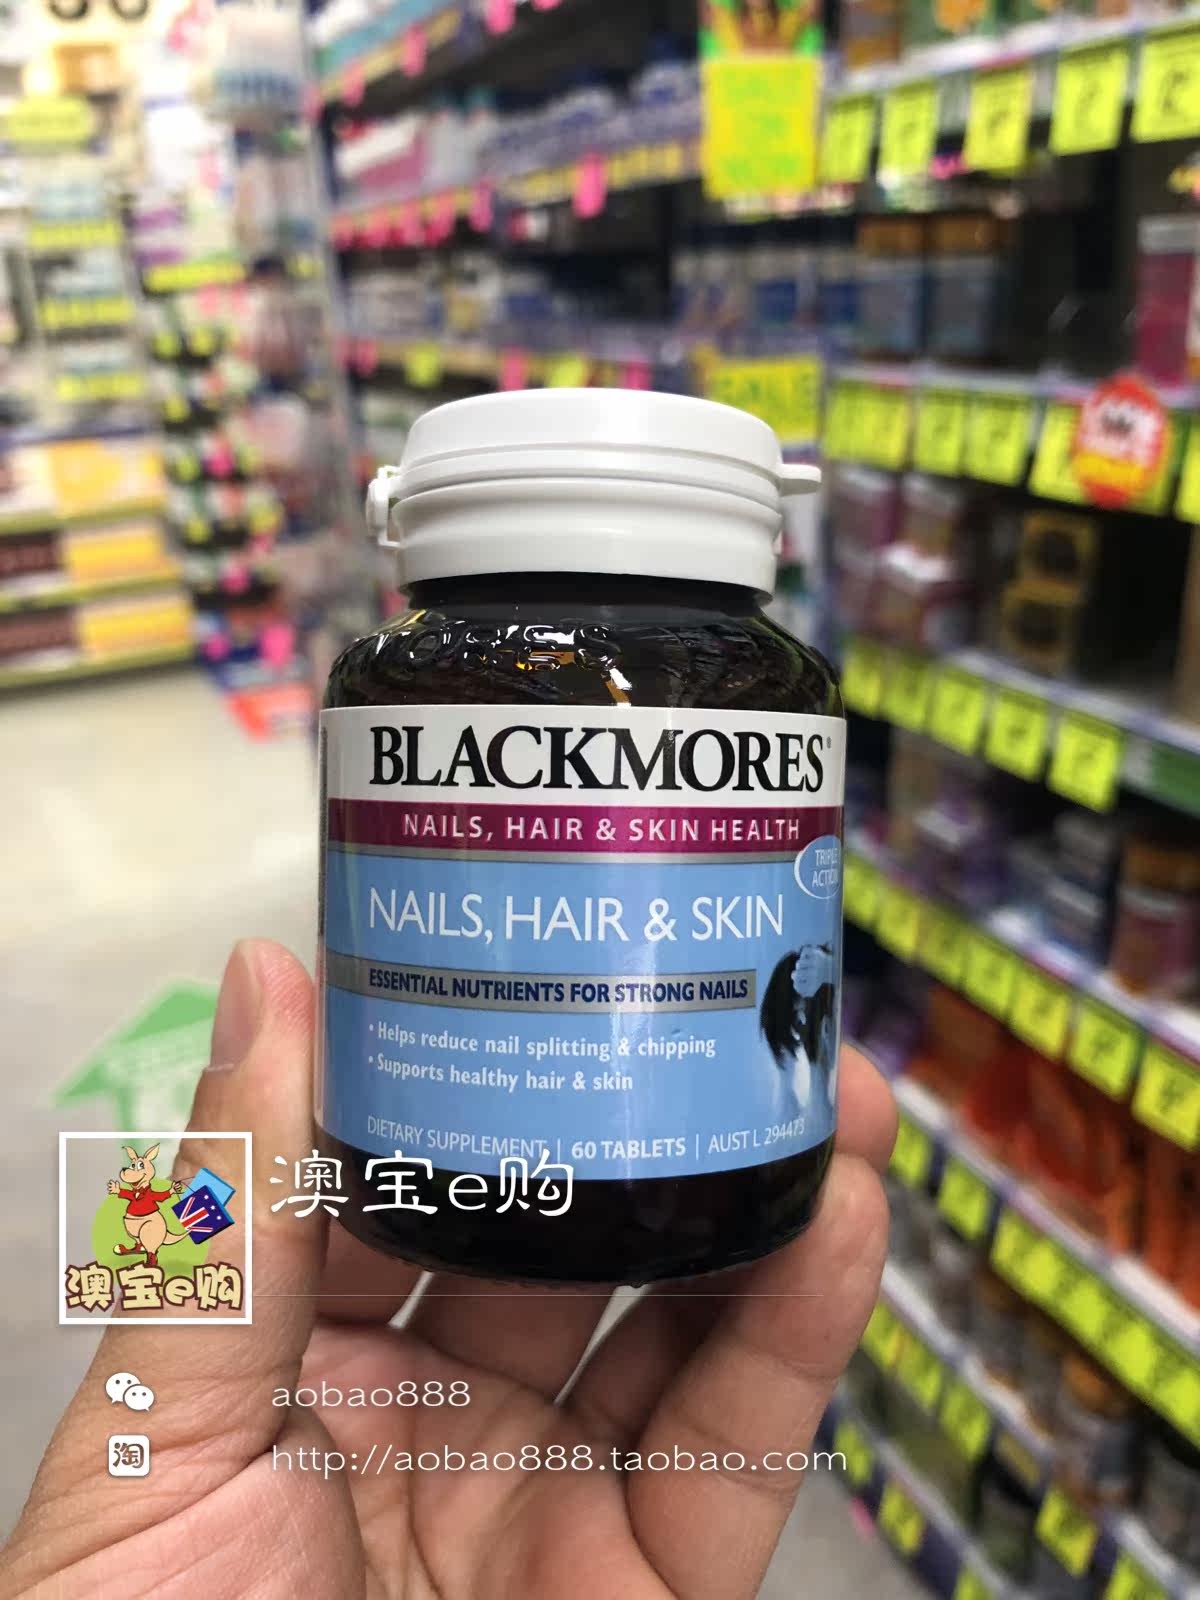 BLACKMORES®
NAILS, HAIR & SKIN HEALTH
TRIPLE
ACTION
NAILS, HAIR & SKIN
ESSENTIAL NUTRIENTS FOR STRONG NAILS
• Helps reduce nail splitting & chipping
• Supports healthy hair & skin
DIETARY SUPPLEMENT | 60 TABLETS | AUST L 294473
澳宝e购
澳宝e购
aobao888
淘
http://aobao888.taobao.com